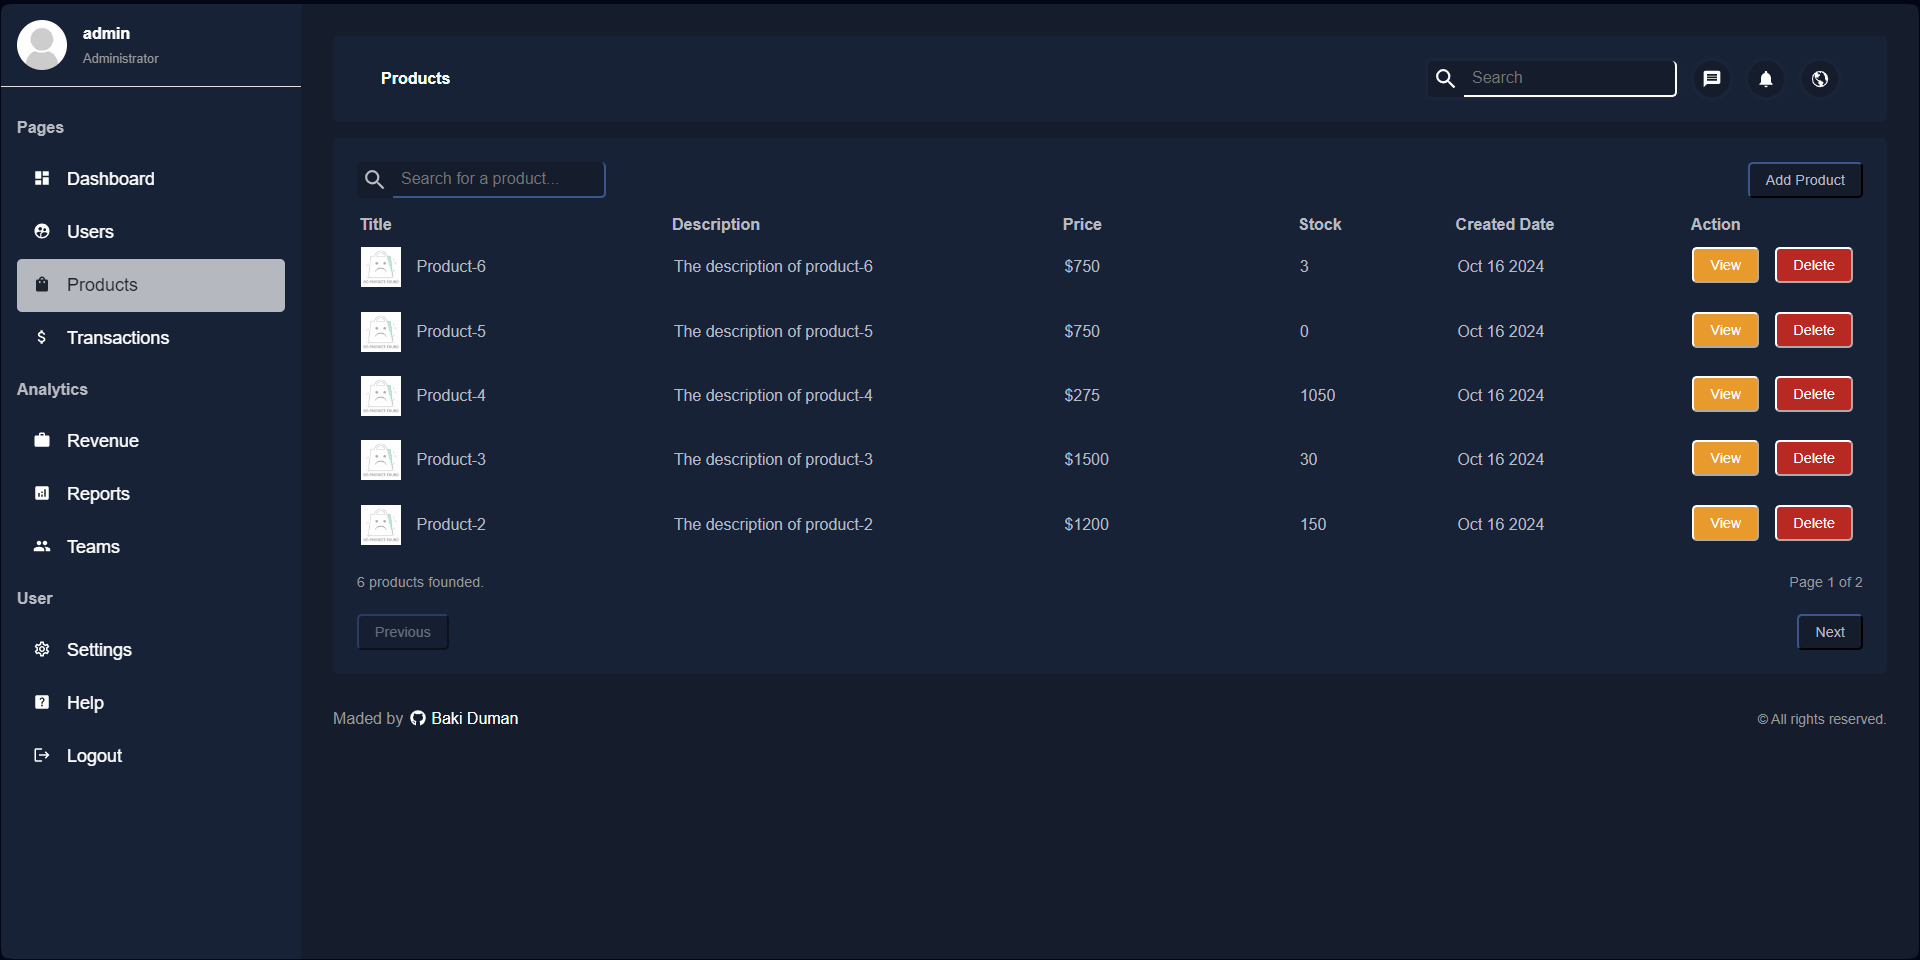 admin
Administrator
Pages
Dashboard
Users
Products
Transactions
Analytics
Revenue
Reports
Teams
User
Settings
Help
Logout
Products
Search
Search for a product...
Add Product
Title Description Price Stock Created Date Action
Product-6 The description of product-6 $750 3 Oct 16 2024 View Delete
Product-5 The description of product-5 $750 0 Oct 16 2024 View Delete
Product-4 The description of product-4 $275 1050 Oct 16 2024 View Delete
Product-3 The description of product-3 $1500 30 Oct 16 2024 View Delete
Product-2 The description of product-2 $1200 150 Oct 16 2024 View Delete
6 products founded. Page 1 of 2
Previous Next
Maded by Baki Duman © All rights reserved.